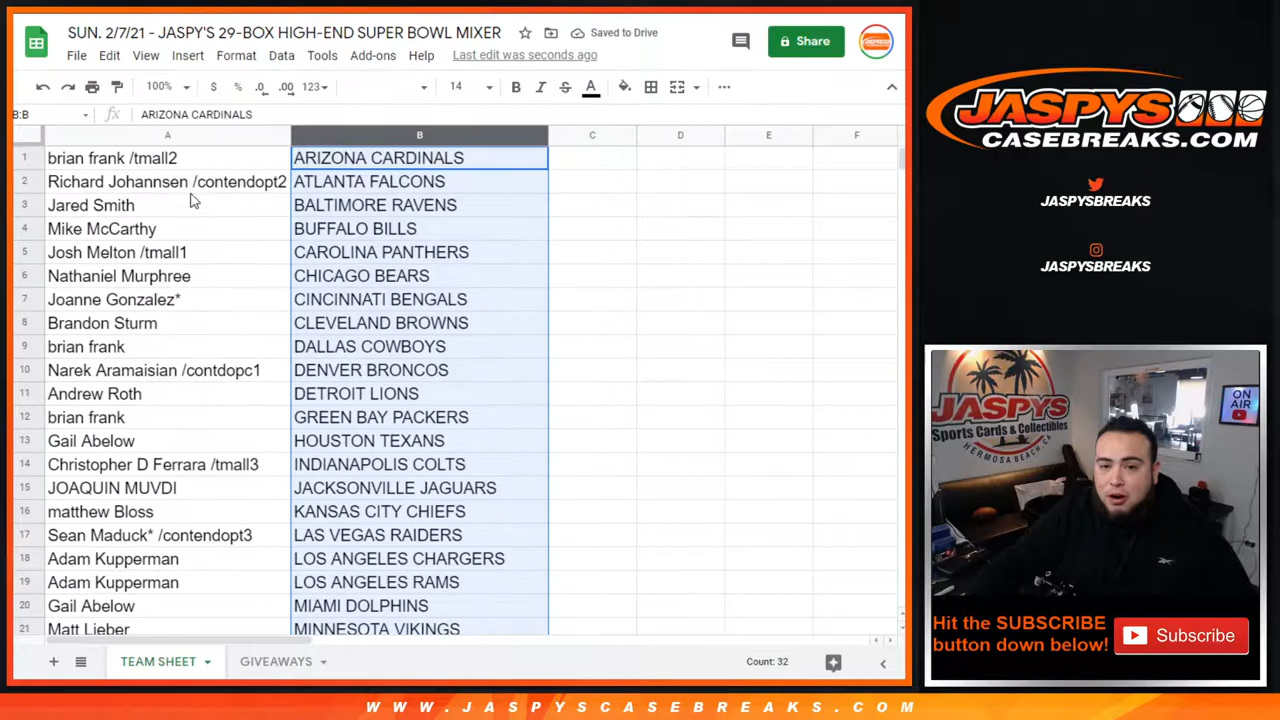 SUN. 2/7/21 - JASPY'S 29-BOX HIGH-END SUPER BOWL MIXER
Saved to Drive
Share
File Edit View Insert Format Data Tools Add-ons Help Last edit was seconds ago
100% $ % .0 .00 123 14 B I S A
B:B fx ARIZONA CARDINALS
A B C D E F
1 brian frank /tmall2 ARIZONA CARDINALS
2 Richard Johannsen /contendopt2 ATLANTA FALCONS
3 Jared Smith BALTIMORE RAVENS
4 Mike McCarthy BUFFALO BILLS
5 Josh Melton /tmall1 CAROLINA PANTHERS
6 Nathaniel Murphree CHICAGO BEARS
7 Joanne Gonzalez* CINCINNATI BENGALS
8 Brandon Sturm CLEVELAND BROWNS
9 brian frank DALLAS COWBOYS
10 Narek Aramaisian /contdopc1 DENVER BRONCOS
11 Andrew Roth DETROIT LIONS
12 brian frank GREEN BAY PACKERS
13 Gail Abelow HOUSTON TEXANS
14 Christopher D Ferrara /tmall3 INDIANAPOLIS COLTS
15 JOAQUIN MUVDI JACKSONVILLE JAGUARS
16 matthew Bloss KANSAS CITY CHIEFS
17 Sean Maduck* /contendopt3 LAS VEGAS RAIDERS
18 Adam Kupperman LOS ANGELES CHARGERS
19 Adam Kupperman LOS ANGELES RAMS
20 Gail Abelow MIAMI DOLPHINS
21 Matt Lieber MINNESOTA VIKINGS
TEAM SHEET GIVEAWAYS Count: 32
JASPYS
CASEBREAKS.COM
JASPYSBREAKS
JASPYSBREAKS
JASPYS
Sports Cards & Collectibles
HERMOSA BEACH, CA
ON AIR
Hit the SUBSCRIBE
button down below!
Subscribe
WWW.JASPYSCASEBREAKS.COM